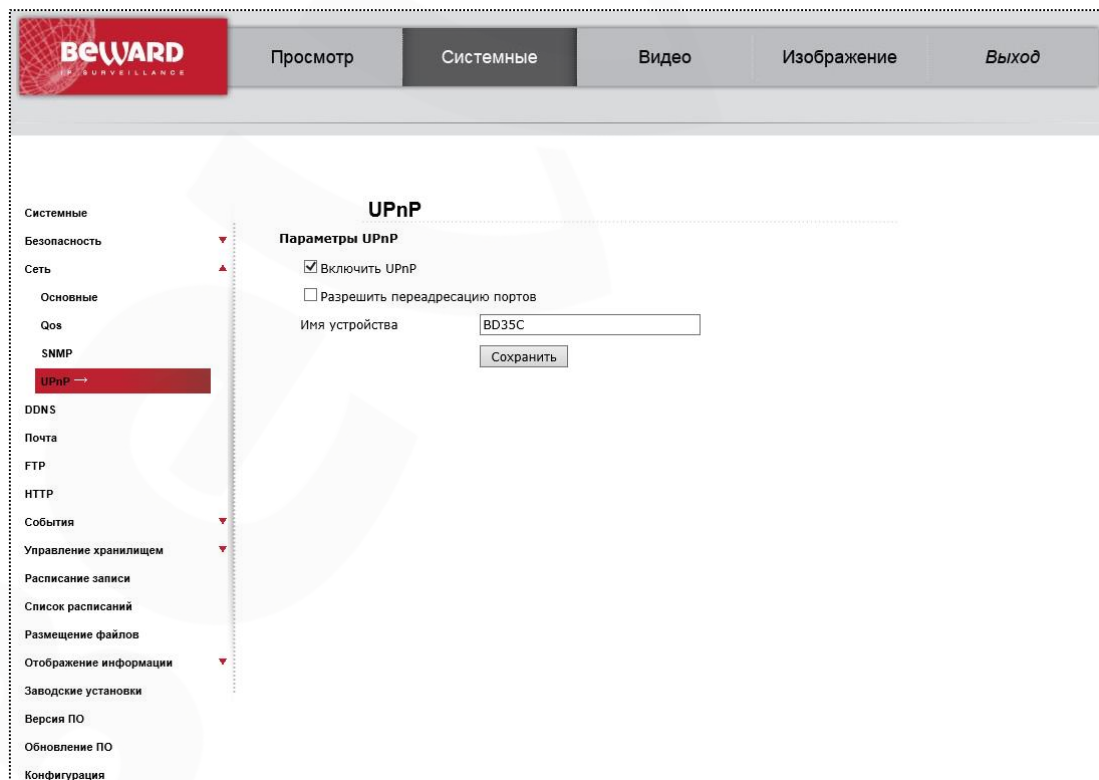 BEWARD
IP SURVEILLANCE
Просмотр
Системные
Видео
Изображение
Выход
Системные
Безопасность
Сеть
Основные
Qos
SNMP
UPnP →
DDNS
Почта
FTP
HTTP
События
Управление хранилищем
Расписание записи
Список расписаний
Размещение файлов
Отображение информации
Заводские установки
Версия ПО
Обновление ПО
Конфигурация
UPnP
Параметры UPnP
Включить UPnP
Разрешить переадресацию портов
Имя устройства BD35C
Сохранить